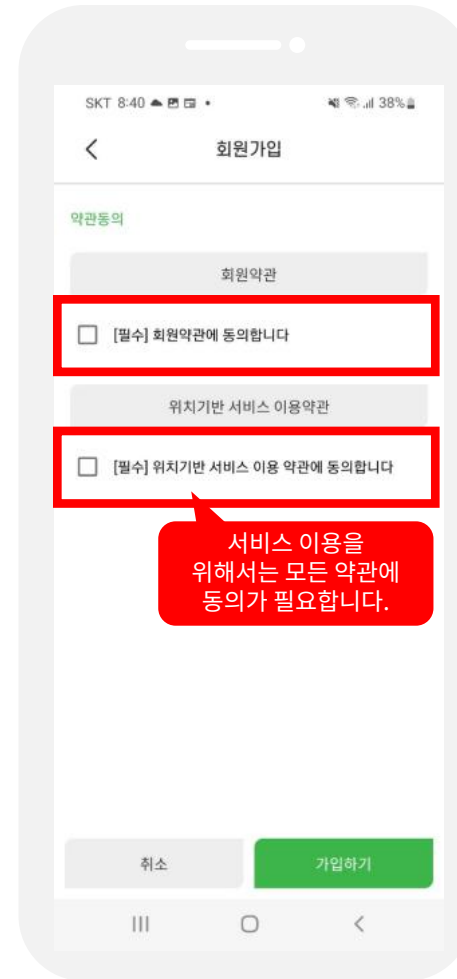 SKT 8:40
38%
회원가입
약관동의
회원약관
[필수] 회원약관에 동의합니다
위치기반 서비스 이용약관
[필수] 위치기반 서비스 이용 약관에 동의합니다
서비스 이용을
위해서는 모든 약관에
동의가 필요합니다.
취소
가입하기